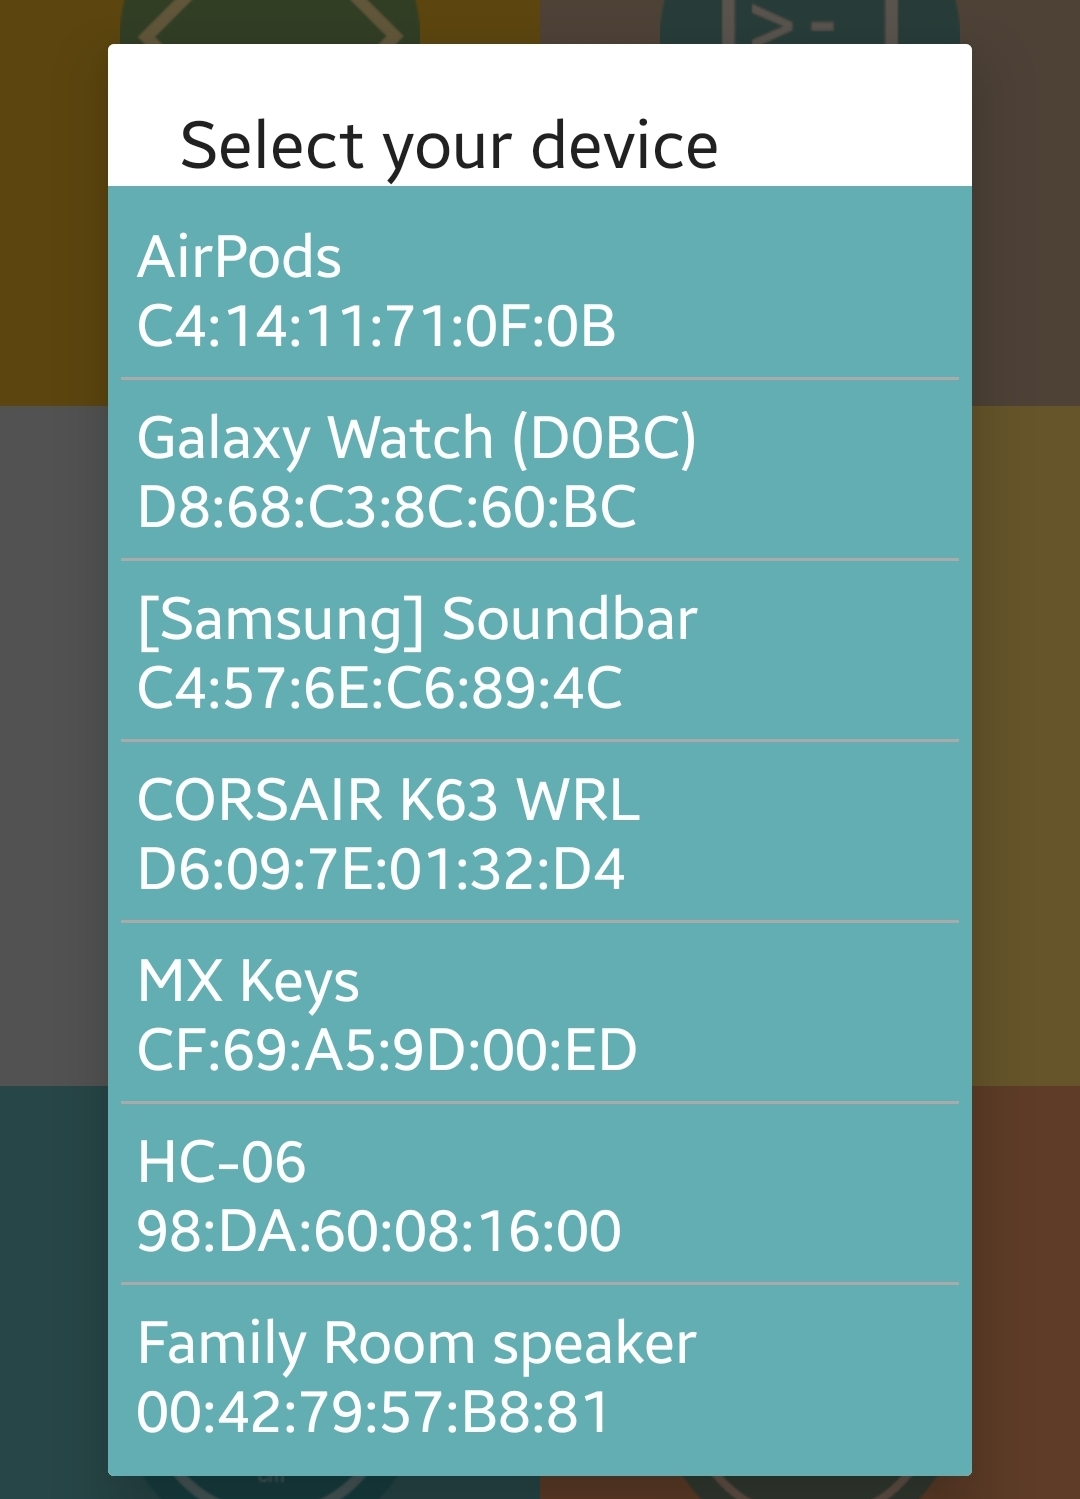 Select your device
AirPods
C4:14:11:71:0F:0B
Galaxy Watch (D0BC)
D8:68:C3:8C:60:BC
[Samsung] Soundbar
C4:57:6E:C6:89:4C
CORSAIR K63 WRL
D6:09:7E:01:32:D4
MX Keys
CF:69:A5:9D:00:ED
HC-06
98:DA:60:08:16:00
Family Room speaker
00:42:79:57:B8:81